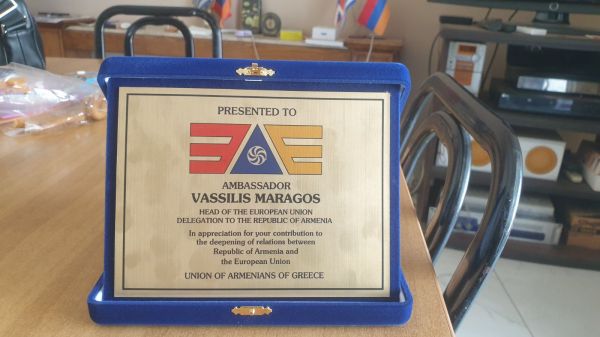 PRESENTED TO
AMBASSADOR
VASSILIS MARAGOS
HEAD OF THE EUROPEAN UNION
DELEGATION TO THE REPUBLIC OF ARMENIA
In appreciation for your contribution to
the deepening of relations between
Republic of Armenia and
the European Union
UNION OF ARMENIANS OF GREECE